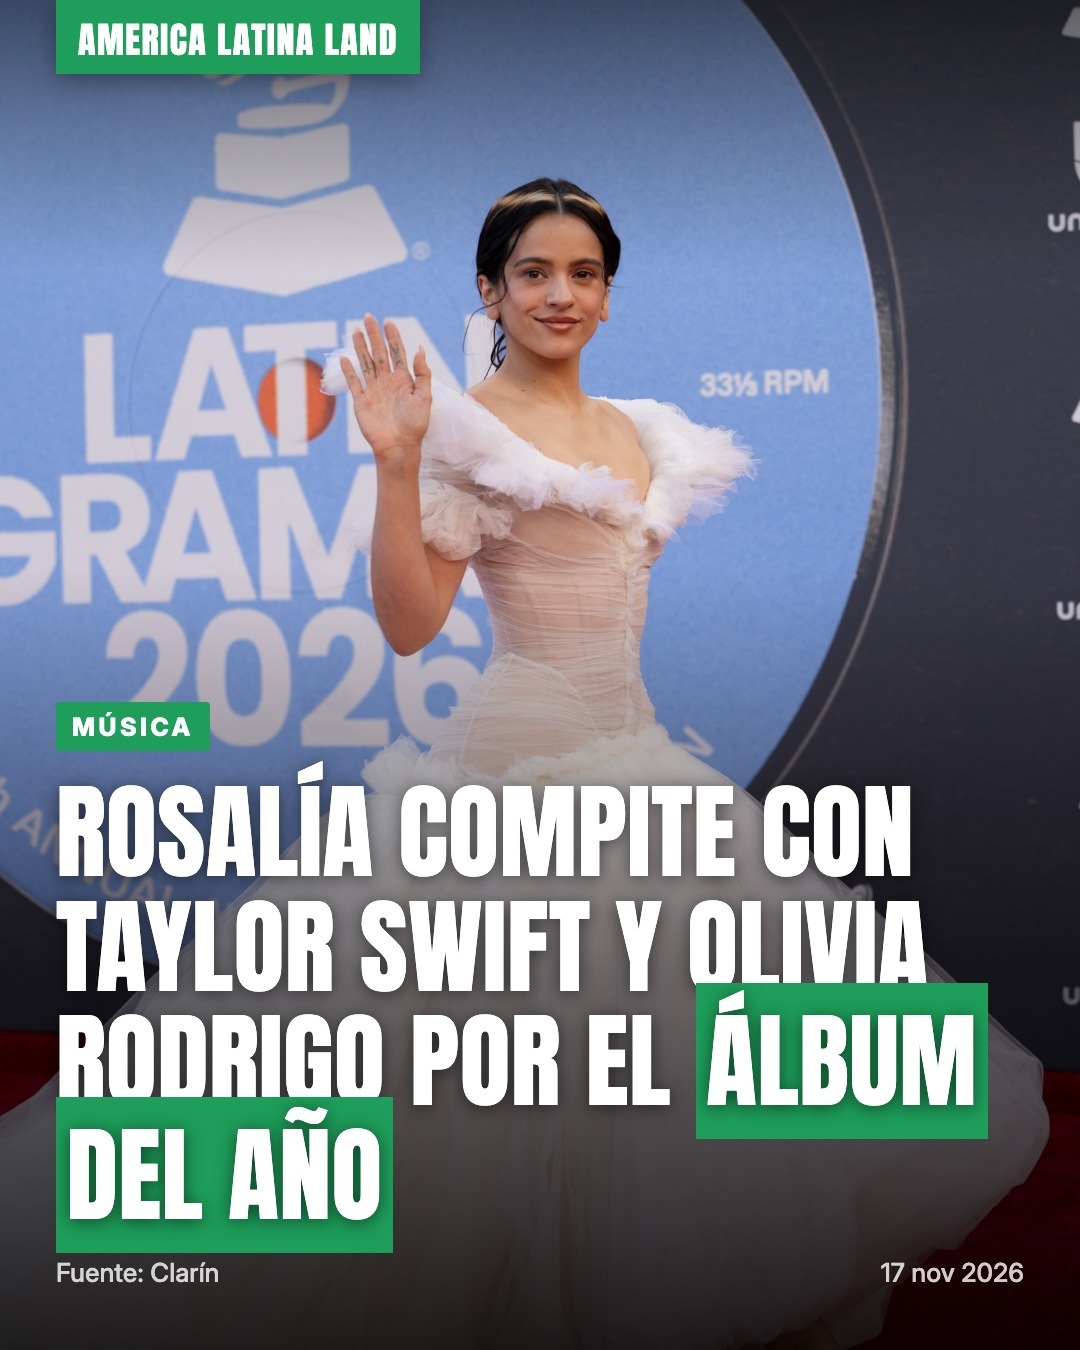 AMERICA LATINA LAND
LATIN
GRAM
2026
33⅓ RPM
MÚSICA
ROSALÍA COMPITE CON
TAYLOR SWIFT Y OLIVIA
RODRIGO POR EL ÁLBUM
DEL AÑO
Fuente: Clarín
17 nov 2026